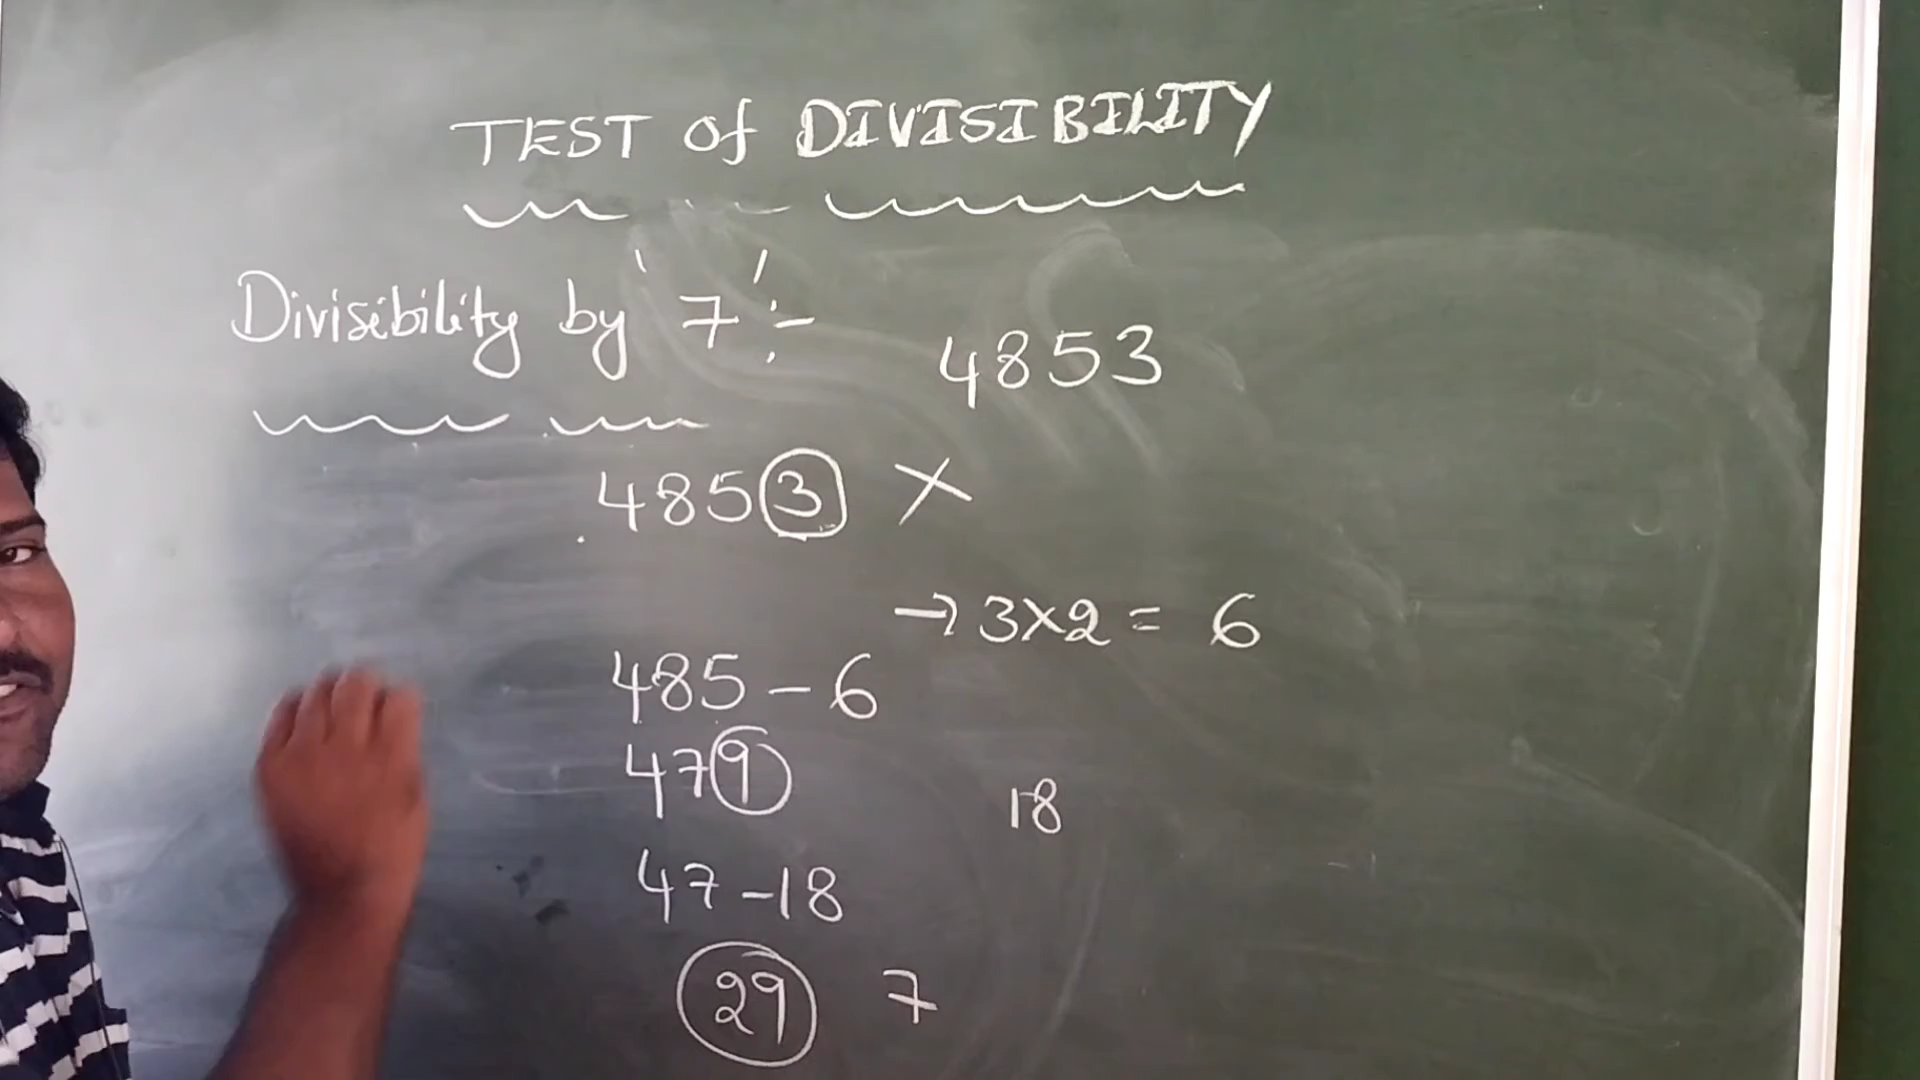 TEST of DIVISIBILITY
Divisibility by '7' :-
4853
4853 ×
→ 3×2 = 6
485 - 6
479
18
47 - 18
29 7